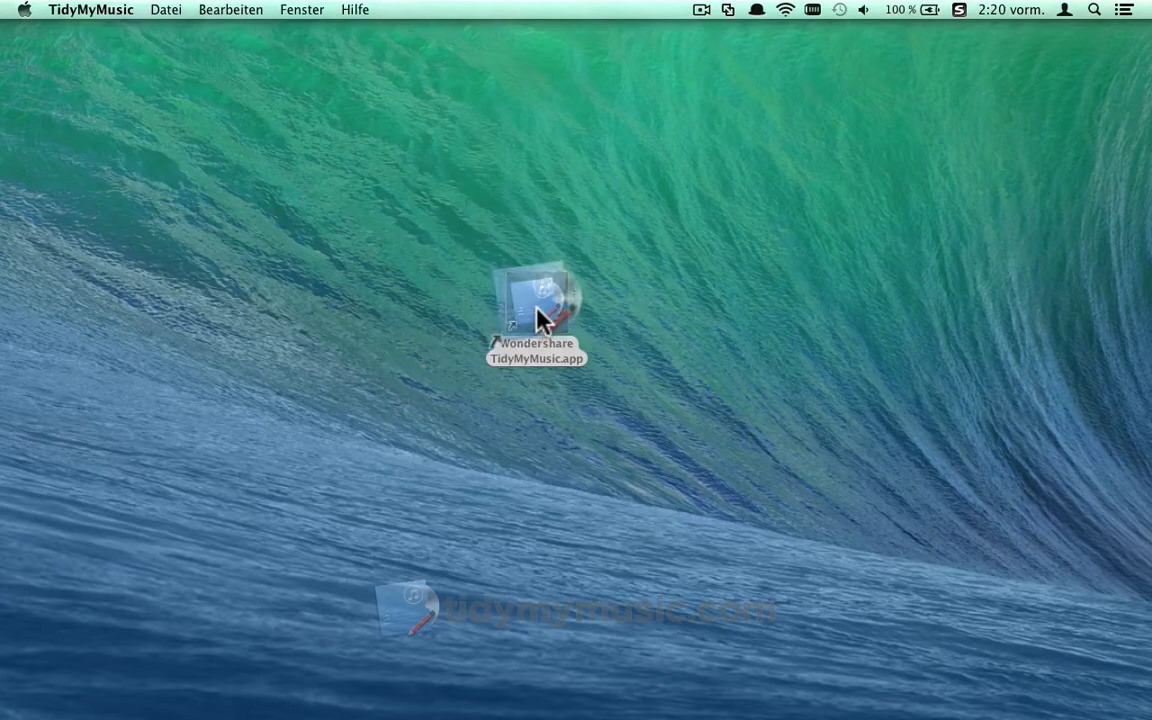 TidyMyMusic Datei Bearbeiten Fenster Hilfe 100 % 2:20 vorm.
Wondershare
TidyMyMusic.app
tidymymusic.com